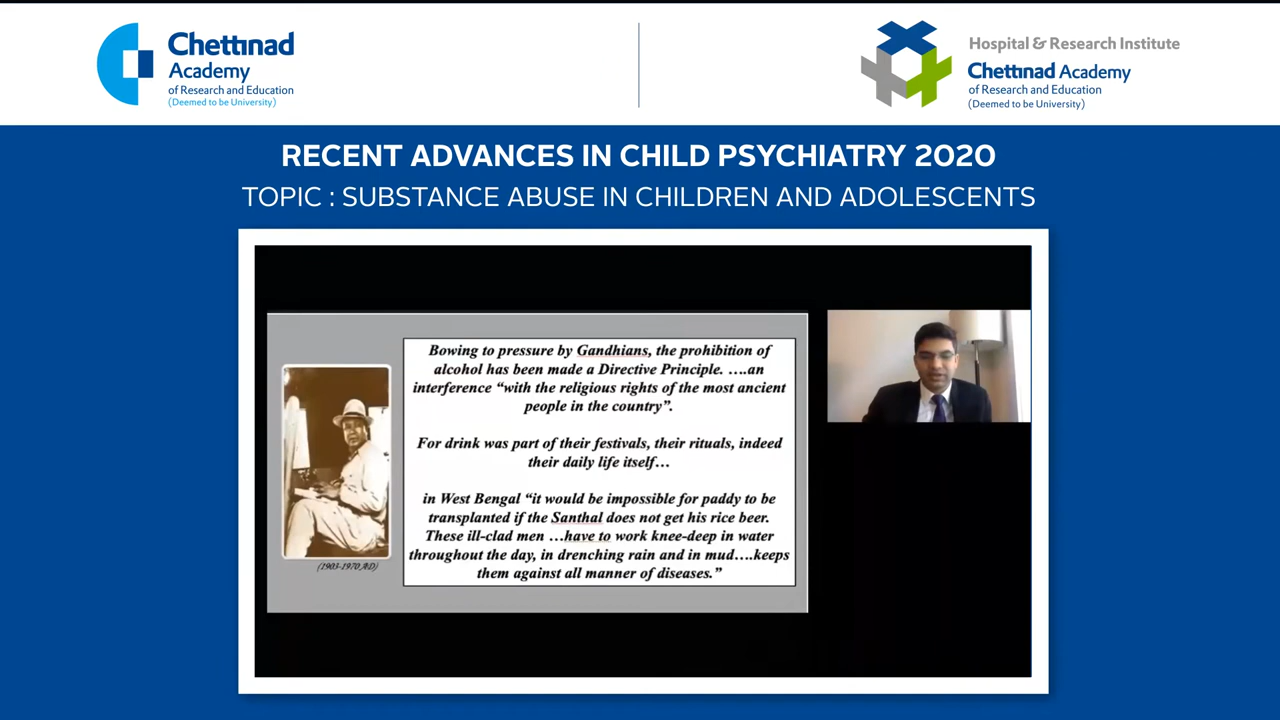 Chettinad
Academy
of Research and Education
(Deemed to be University)
Hospital & Research Institute
Chettinad Academy
of Research and Education
(Deemed to be University)
RECENT ADVANCES IN CHILD PSYCHIATRY 2020
TOPIC : SUBSTANCE ABUSE IN CHILDREN AND ADOLESCENTS
Bowing to pressure by Gandhians, the prohibition of
alcohol has been made a Directive Principle. ….an
interference “with the religious rights of the most ancient
people in the country”.
For drink was part of their festivals, their rituals, indeed
their daily life itself…
in West Bengal “it would be impossible for paddy to be
transplanted if the Santhal does not get his rice beer.
These ill-clad men …have to work knee-deep in water
throughout the day, in drenching rain and in mud….keeps
them against all manner of diseases.”
(1903-1970 AD)